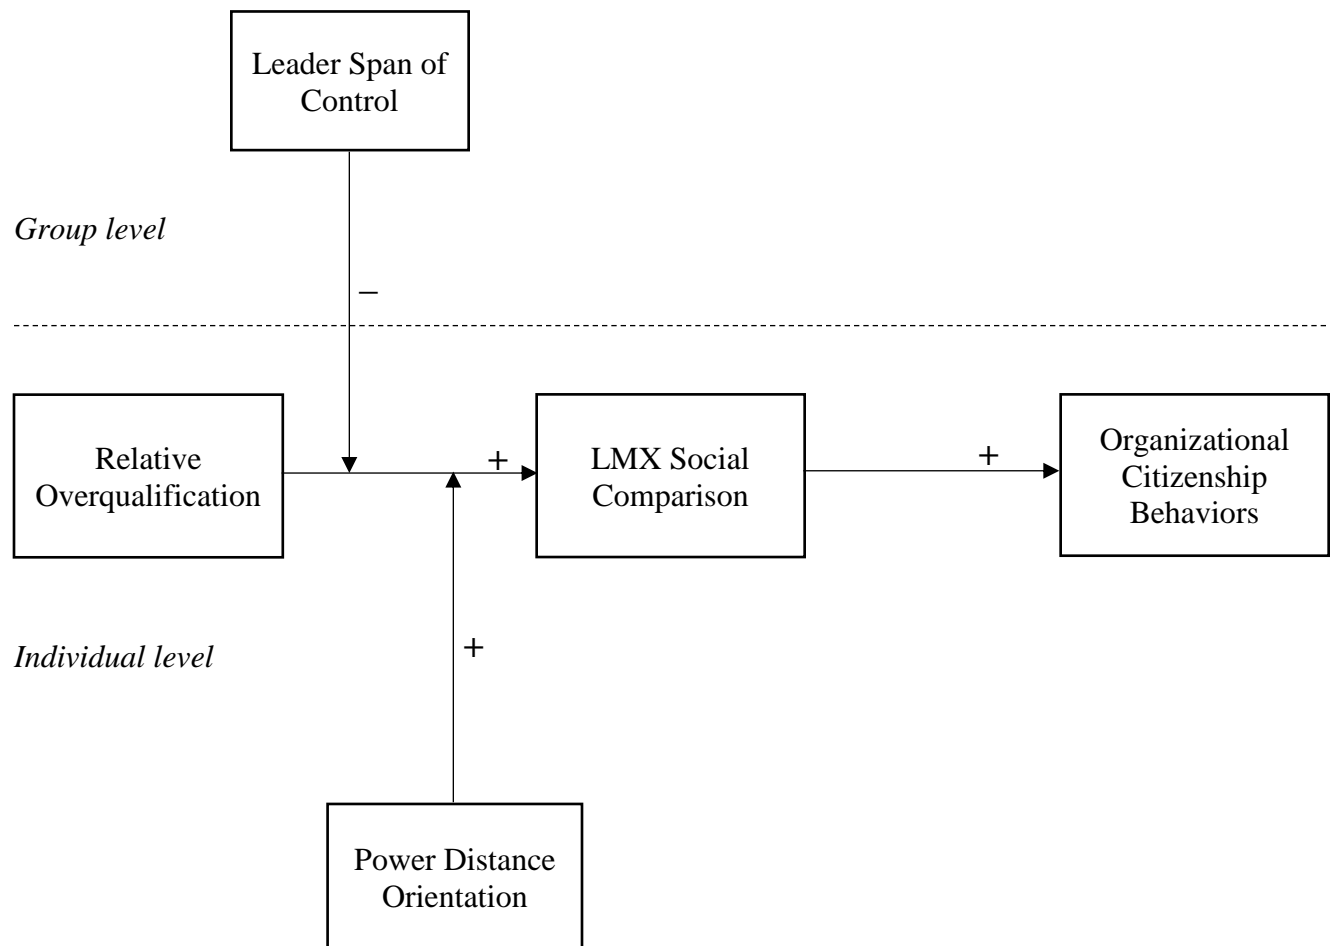 Leader Span of
Control
Group level
–
Relative
Overqualification
+
LMX Social
Comparison
+
Organizational
Citizenship
Behaviors
Individual level
+
Power Distance
Orientation